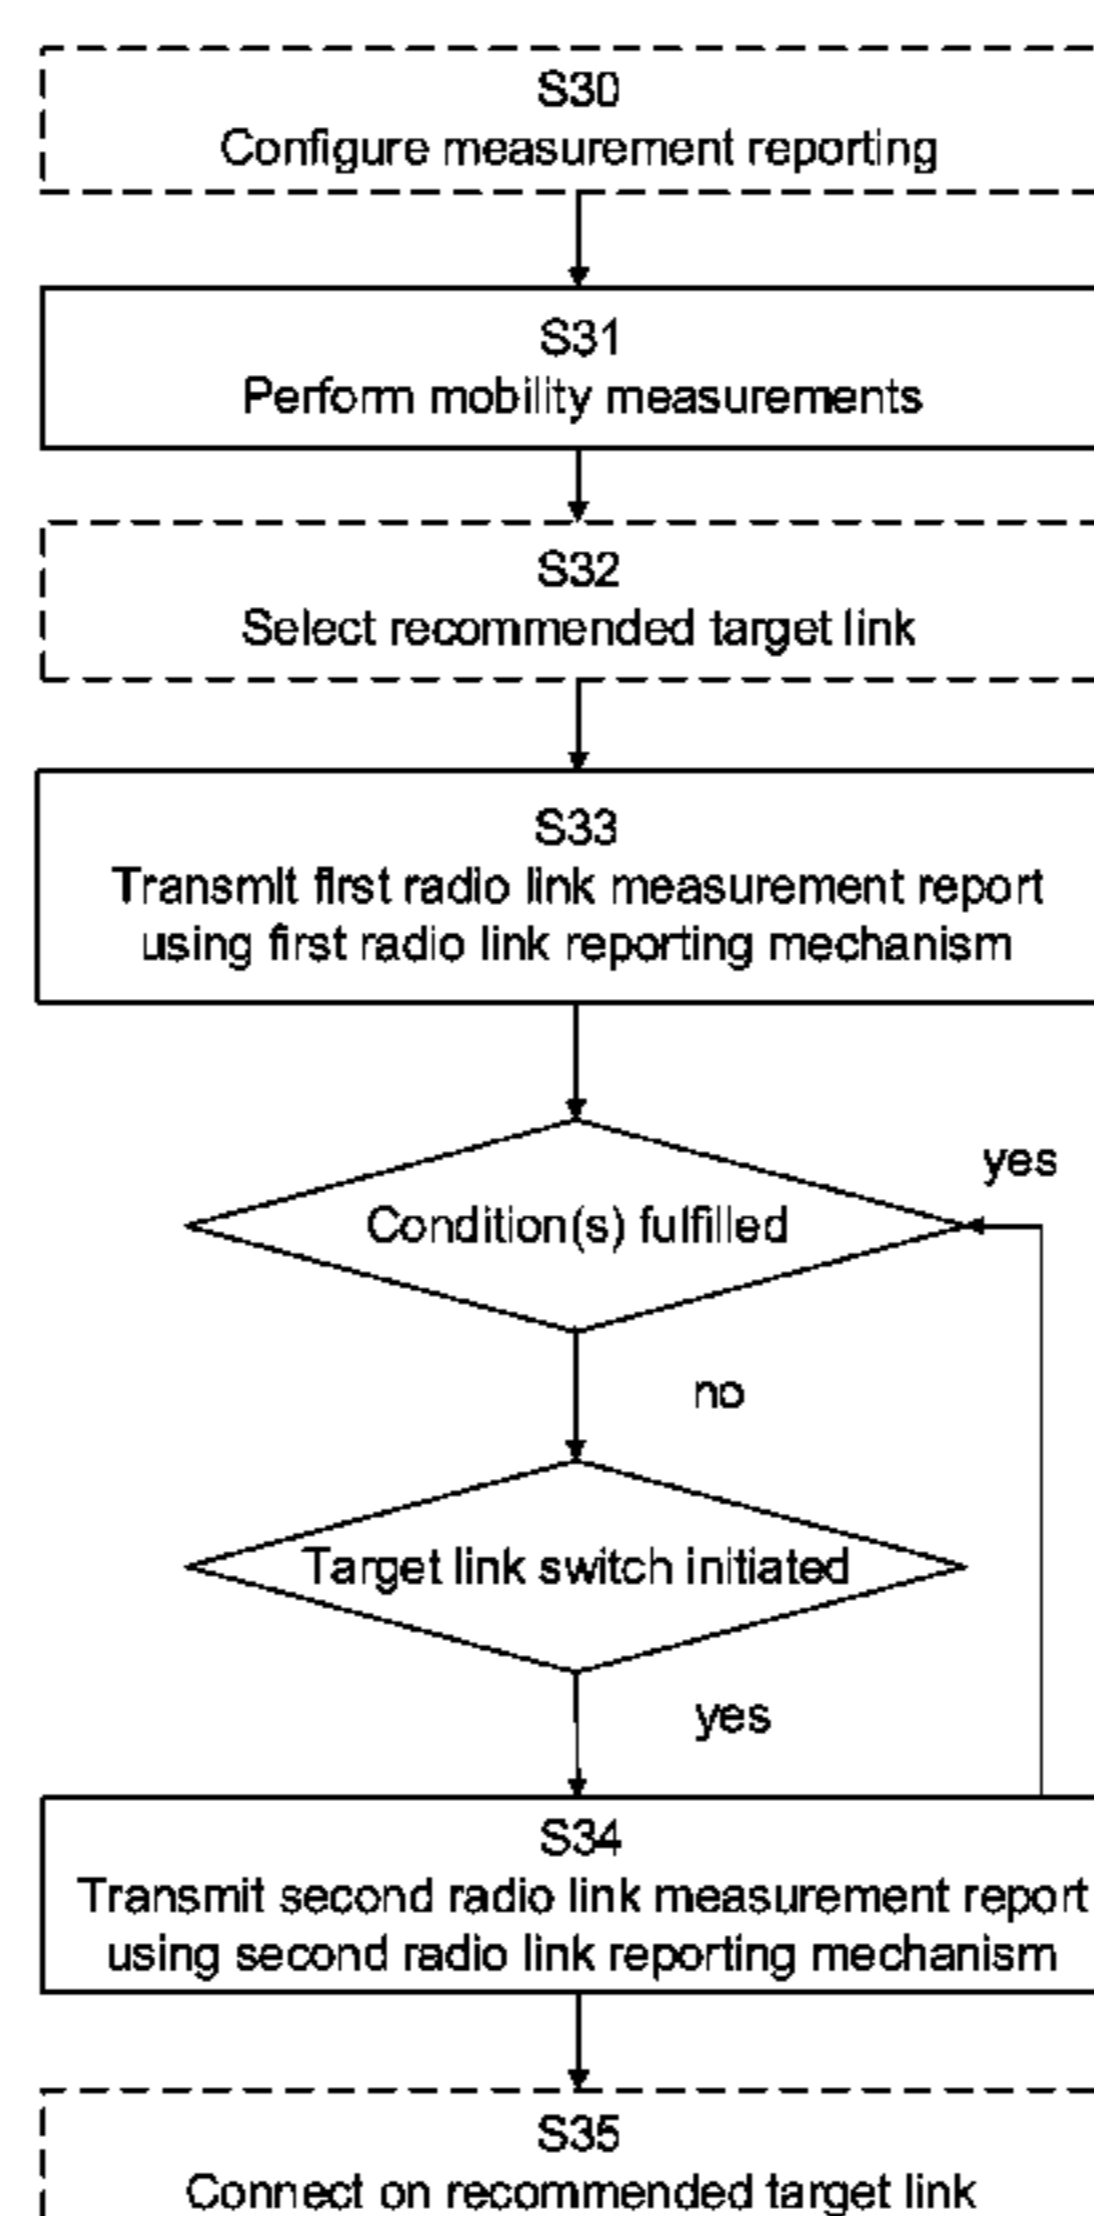 S30
Configure measurement reporting
S31
Perform mobility measurements
S32
Select recommended target link
S33
Transmit first radio link measurement report
using first radio link reporting mechanism
yes
Condition(s) fulfilled
no
Target link switch initiated
yes
S34
Transmit second radio link measurement report
using second radio link reporting mechanism
S35
Connect on recommended target link